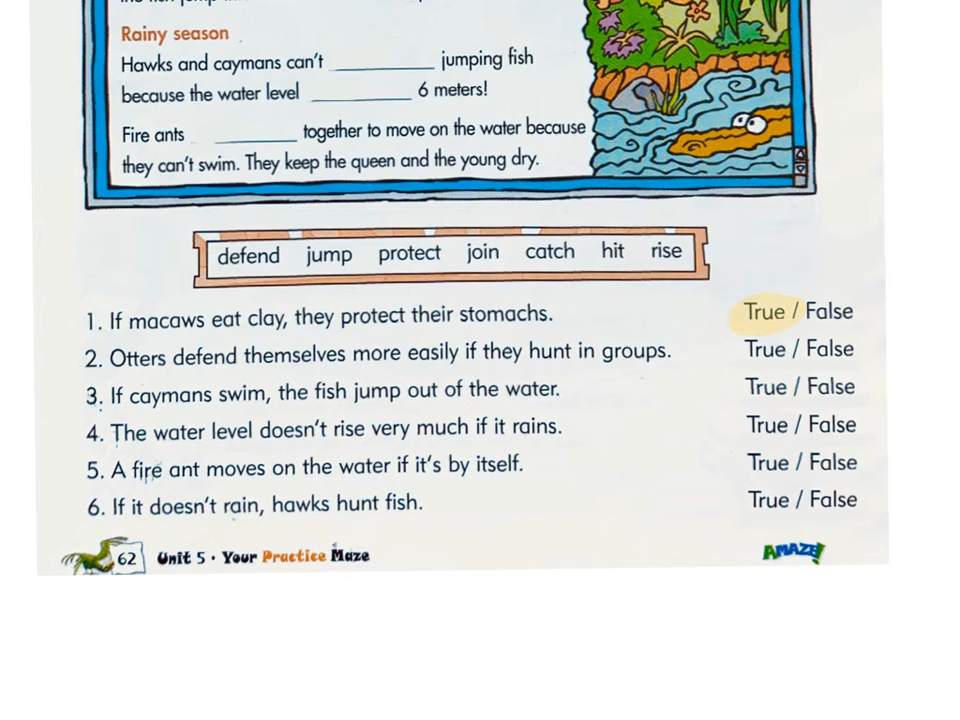 Rainy season
Hawks and caymans can't __________ jumping fish
because the water level __________ 6 meters!
Fire ants __________ together to move on the water because
they can't swim. They keep the queen and the young dry.
defend jump protect join catch hit rise
1. If macaws eat clay, they protect their stomachs. True / False
2. Otters defend themselves more easily if they hunt in groups. True / False
3. If caymans swim, the fish jump out of the water. True / False
4. The water level doesn't rise very much if it rains. True / False
5. A fire ant moves on the water if it's by itself. True / False
6. If it doesn't rain, hawks hunt fish. True / False
62 Unit 5 · Your Practice Maze AMAZE!